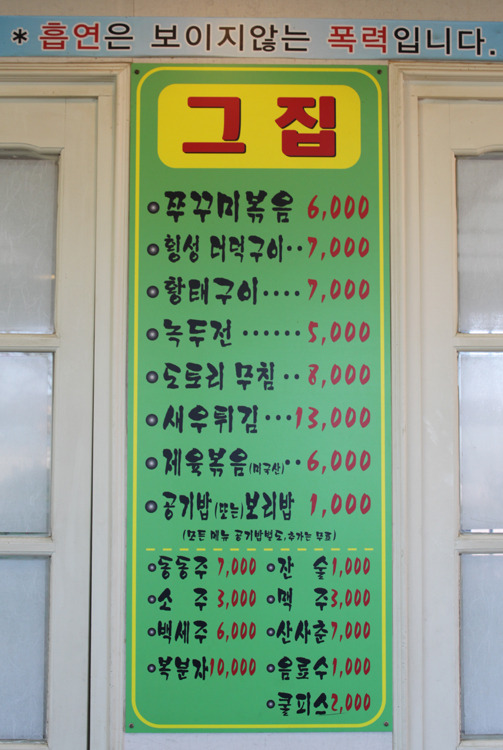 * 흡연은 보이지않는 폭력입니다.
그 집
쭈꾸미볶음 6,000
횡성 더덕구이·· 7,000
황태구이···· 7,000
녹두전 ······ 5,000
도토리 무침 ·· 8,000
새우튀김 ··· 13,000
제육볶음 (미국산) ·· 6,000
공기밥 (또는) 보리밥 1,000
(모든 메뉴 공기밥별도, 추가는 무료)
동동주 7,000 잔 술 1,000
소 주 3,000 맥 주 3,000
백세주 6,000 산사춘 7,000
복분자 10,000 음료수 1,000
쿨피스 2,000